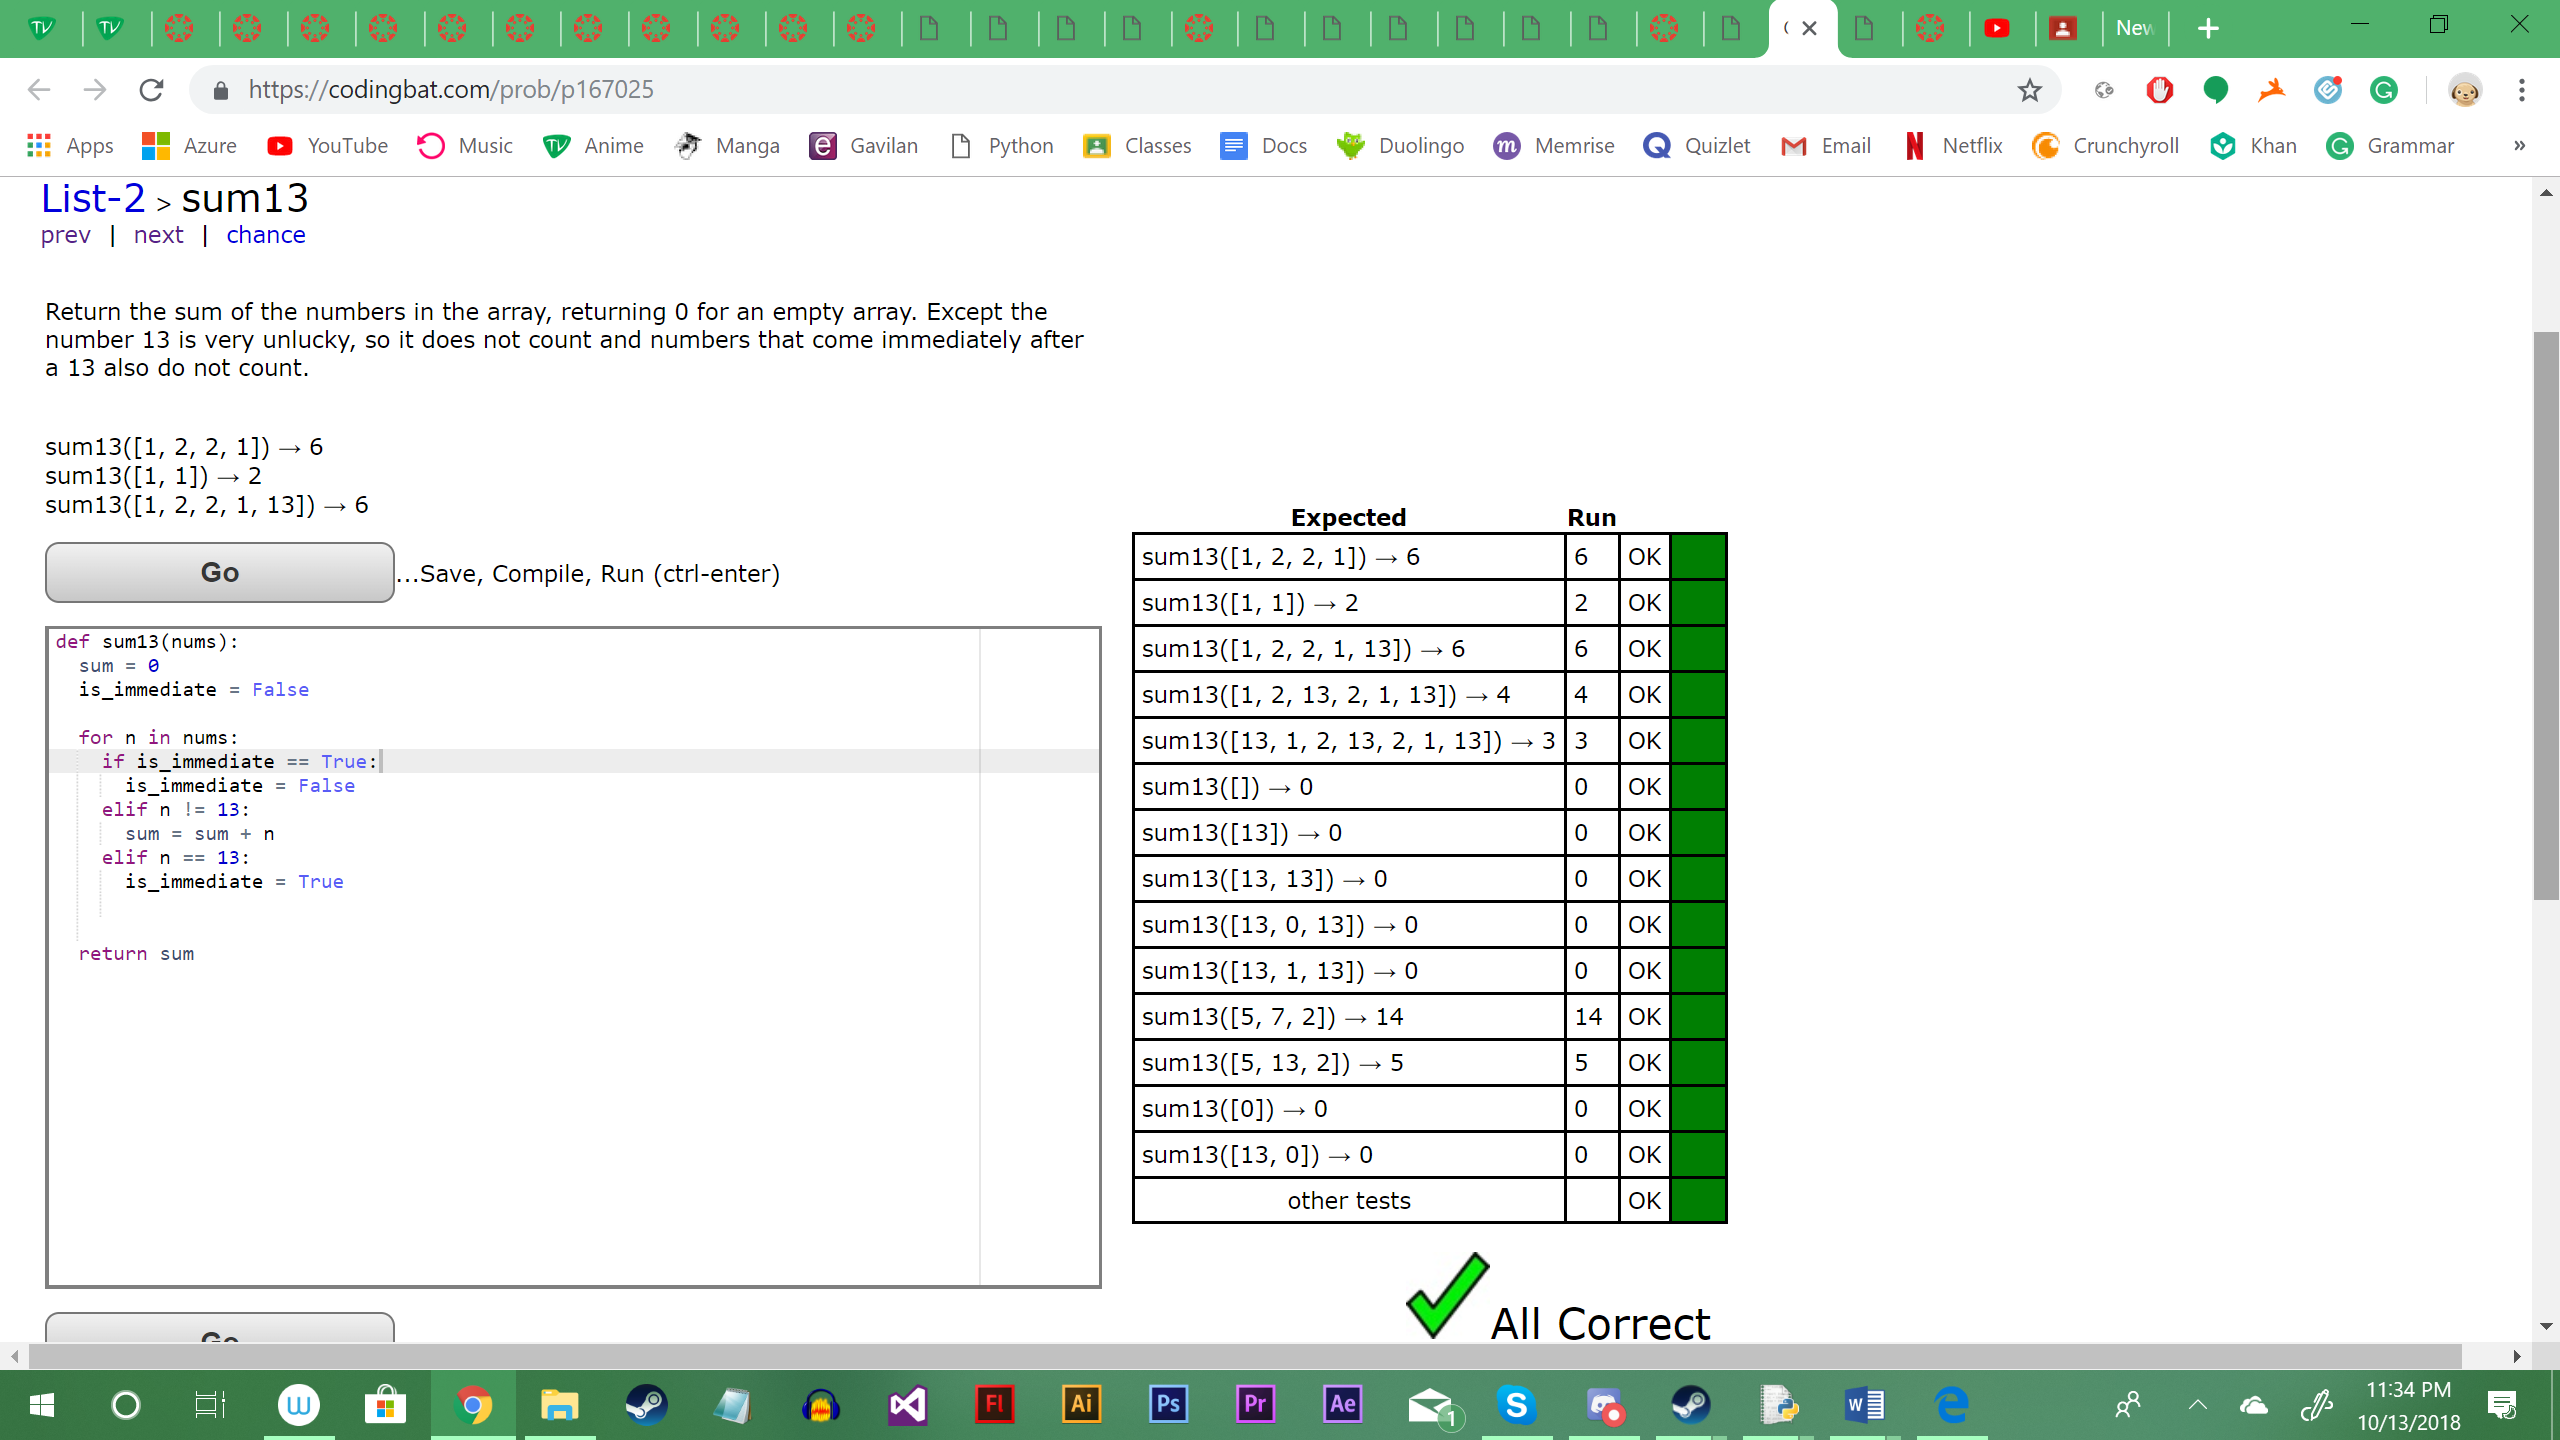 New
https://codingbat.com/prob/p167025
Apps Azure YouTube Music Anime Manga Gavilan Python Classes Docs Duolingo Memrise Quizlet Email Netflix Crunchyroll Khan Grammar »
List-2 > sum13
prev | next | chance
Return the sum of the numbers in the array, returning 0 for an empty array. Except the
number 13 is very unlucky, so it does not count and numbers that come immediately after
a 13 also do not count.
sum13([1, 2, 2, 1]) → 6
sum13([1, 1]) → 2
sum13([1, 2, 2, 1, 13]) → 6
Go ...Save, Compile, Run (ctrl-enter)
def sum13(nums):
  sum = 0
  is_immediate = False
  for n in nums:
    if is_immediate == True:
      is_immediate = False
    elif n != 13:
      sum = sum + n
    elif n == 13:
      is_immediate = True
  return sum
Go
Expected Run
sum13([1, 2, 2, 1]) → 6 6 OK
sum13([1, 1]) → 2 2 OK
sum13([1, 2, 2, 1, 13]) → 6 6 OK
sum13([1, 2, 13, 2, 1, 13]) → 4 4 OK
sum13([13, 1, 2, 13, 2, 1, 13]) → 3 3 OK
sum13([]) → 0 0 OK
sum13([13]) → 0 0 OK
sum13([13, 13]) → 0 0 OK
sum13([13, 0, 13]) → 0 0 OK
sum13([13, 1, 13]) → 0 0 OK
sum13([5, 7, 2]) → 14 14 OK
sum13([5, 13, 2]) → 5 5 OK
sum13([0]) → 0 0 OK
sum13([13, 0]) → 0 0 OK
other tests OK
All Correct
Fl Ai Ps Pr Ae 1
11:34 PM
10/13/2018